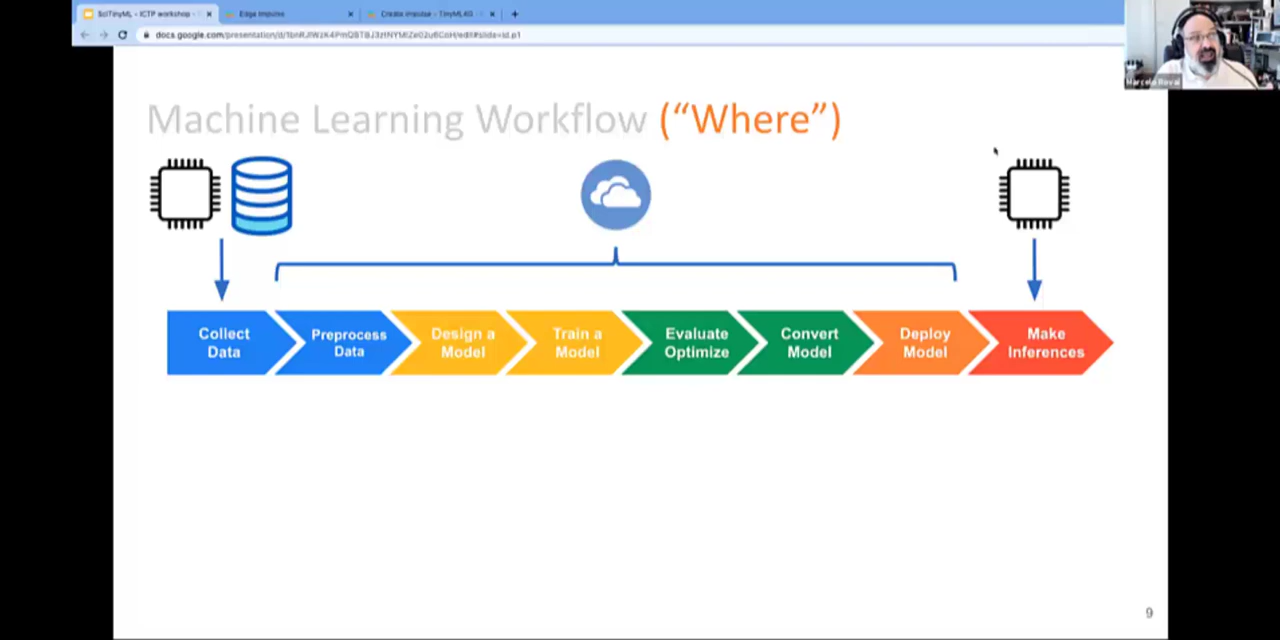 SciTinyML - ICTP workshop -
Edge Impulse
Create Impulse - TinyML4D -
Machine Learning Workflow (“Where”)
Collect
Data
Preprocess
Data
Design a
Model
Train a
Model
Evaluate
Optimize
Convert
Model
Deploy
Model
Make
Inferences
9